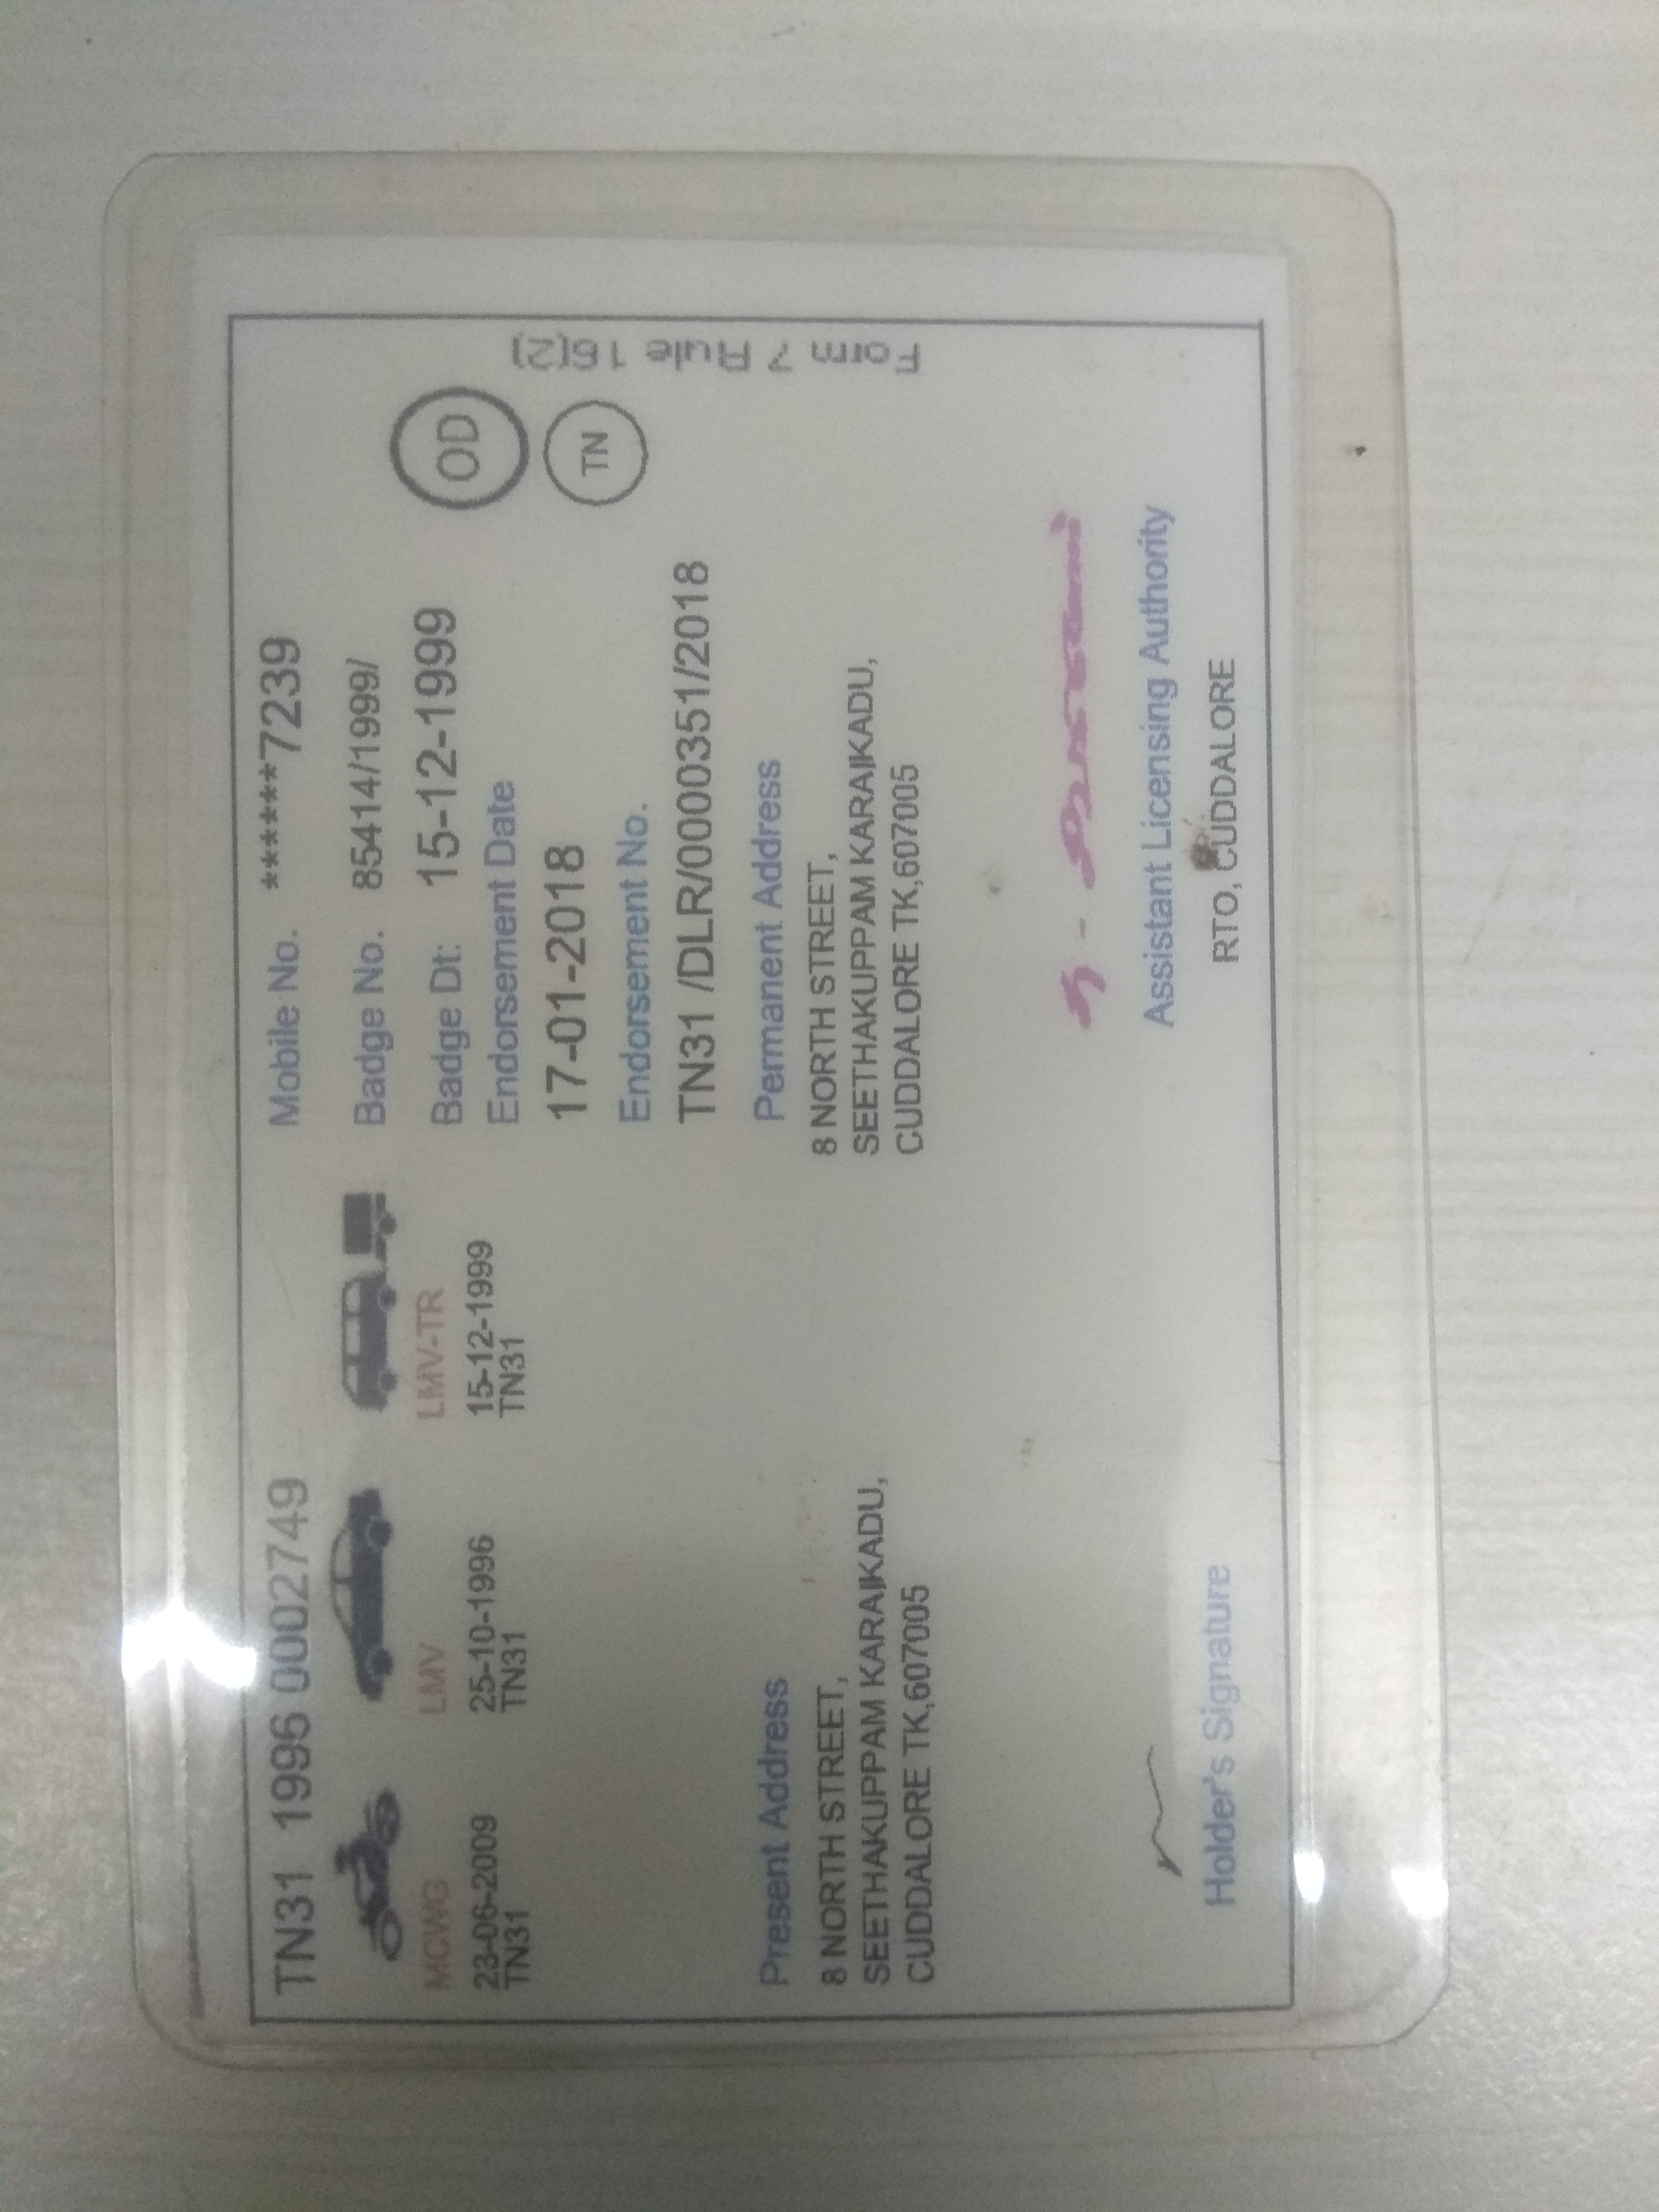 TN31 1996 0002749
MCWG
23-06-2009
TN31
LMV
25-10-1996
TN31
LMV-TR
15-12-1999
TN31
Mobile No. ******7239
Badge No. 85414/1999/
Badge Dt: 15-12-1999
Endorsement Date
17-01-2018
Endorsement No.
TN31 /DLR/0000351/2018
OD
TN
Form 7 Rule 16(2)
Present Address
8 NORTH STREET,
SEETHAKUPPAM KARAIKADU,
CUDDALORE TK,607005
Permanent Address
8 NORTH STREET,
SEETHAKUPPAM KARAIKADU,
CUDDALORE TK,607005
Holder's Signature
Assistant Licensing Authority
RTO, CUDDALORE